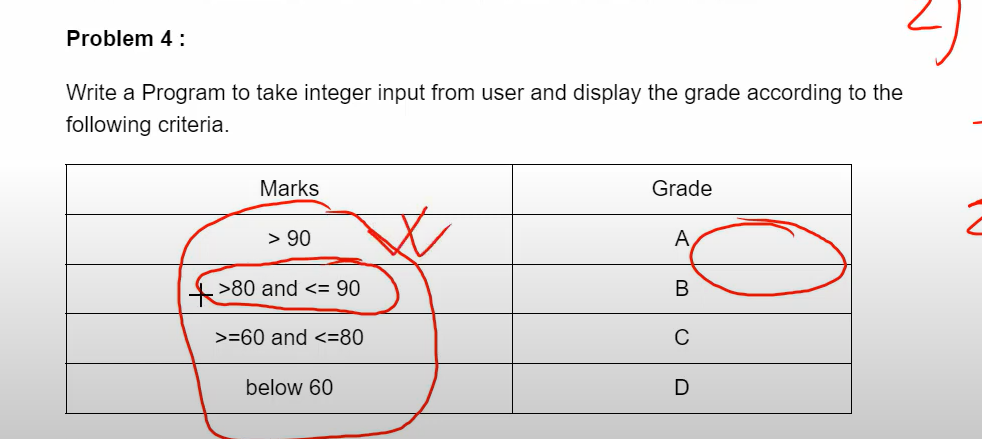 2)
Problem 4 :
Write a Program to take integer input from user and display the grade according to the
following criteria.
Marks Grade
> 90 A
>80 and <= 90 B
>=60 and <=80 C
below 60 D